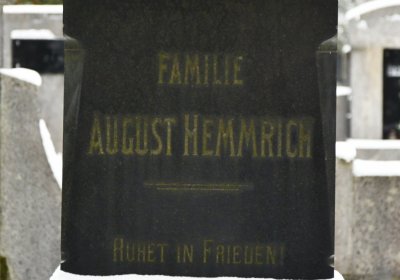 FAMILIE
AUGUST HEMMRICH
RUHET IN FRIEDEN!